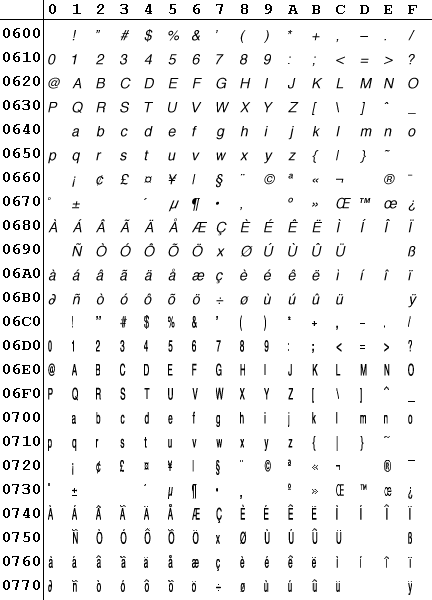 0 1 2 3 4 5 6 7 8 9 A B C D E F
0600 ! " # $ % & ' ( ) * + , – . /
0610 0 1 2 3 4 5 6 7 8 9 : ; < = > ?
0620 @ A B C D E F G H I J K L M N O
0630 P Q R S T U V W X Y Z [ \ ] ˆ _
0640 a b c d e f g h i j k l m n o
0650 p q r s t u v w x y z { | } ~
0660 ¡ ¢ £ ¤ ¥ | § ¨ © ª « ¬ ® ¯
0670 ° ± ´ µ ¶ • , º » Œ ™ œ ¿
0680 À Á Â Ã Ä Å Æ Ç È É Ê Ë Ì Í Î Ï
0690 Ñ Ò Ó Ô Õ Ö x Ø Ù Ú Û Ü ß
06A0 à á â ã ä å æ ç è é ê ë ì í î ï
06B0 ∂ ñ ò ó ô õ ö ÷ ø ù ú û ü ÿ
06C0 ! ” # $ % & ' ( ) * + , – . /
06D0 0 1 2 3 4 5 6 7 8 9 : ; < = > ?
06E0 @ A B C D E F G H I J K L M N O
06F0 P Q R S T U V W X Y Z [ \ ] ˆ _
0700 a b c d e f g h i j k l m n o
0710 p q r s t u v w x y z { | } ~
0720 ¡ ¢ £ ¤ ¥ | § ¨ © ª « ¬ ® ¯
0730 ° ± ´ µ ¶ • , º » Œ ™ œ ¿
0740 À Á Â Ã Ä Å Æ Ç È É Ê Ë Ì Í Î Ï
0750 Ñ Ò Ó Ô Õ Ö x Ø Ù Ú Û Ü ß
0760 à á â ã ä å æ ç è é ê ë ì í î ï
0770 ∂ ñ ò ó ô õ ö ÷ ø ù ú û ü ÿ